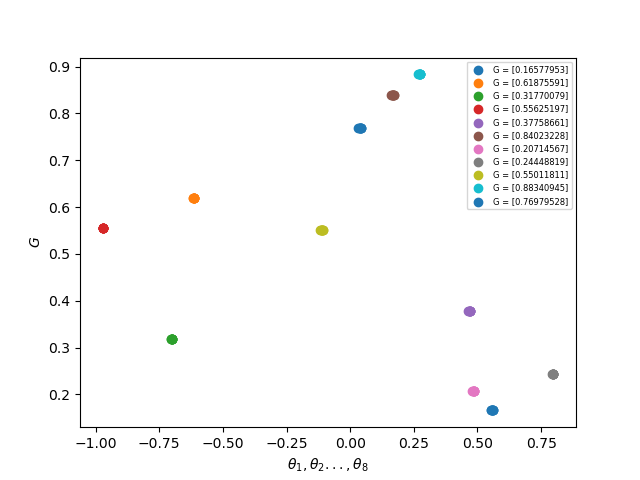 0.9
0.8
0.7
0.6
0.5
0.4
0.3
0.2
G
−1.00
−0.75
−0.50
−0.25
0.00
0.25
0.50
0.75
θ₁, θ₂..., θ₈
G = [0.16577953]
G = [0.61875591]
G = [0.31770079]
G = [0.55625197]
G = [0.37758661]
G = [0.84023228]
G = [0.20714567]
G = [0.24448819]
G = [0.55011811]
G = [0.88340945]
G = [0.76979528]